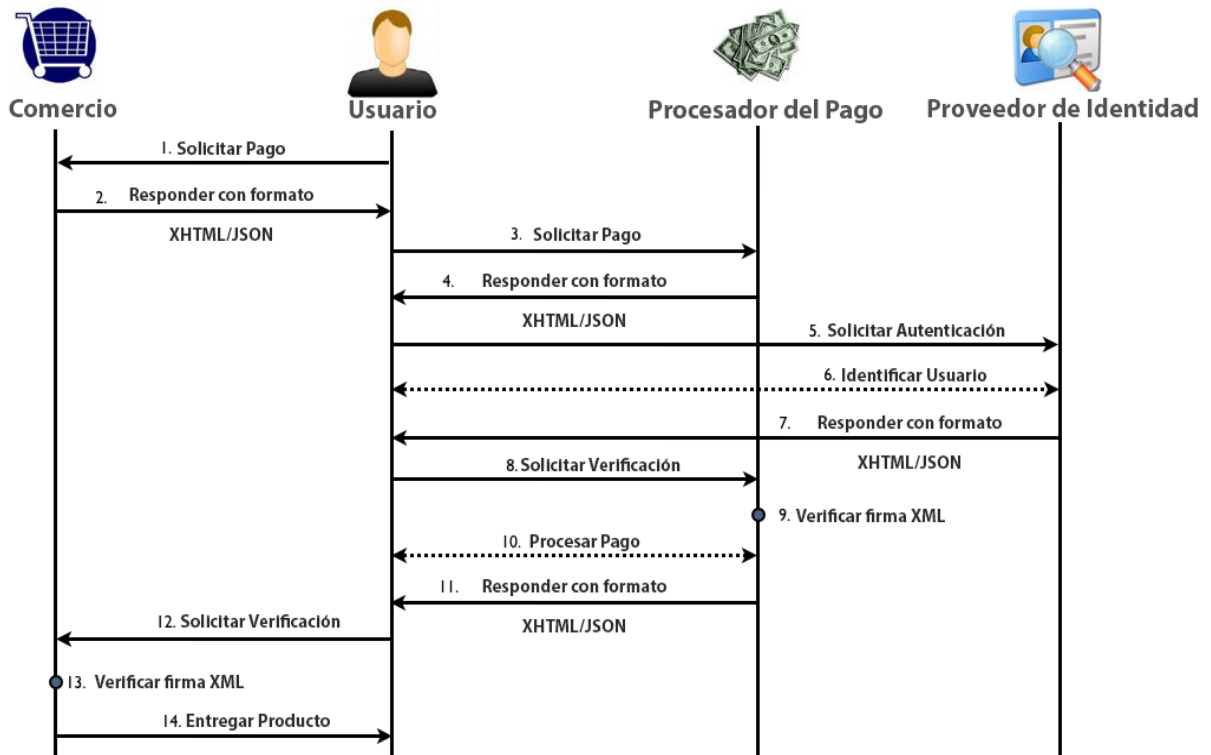 Comercio
Usuario
Procesador del Pago
Proveedor de Identidad
1. Solicitar Pago
2. Responder con formato
XHTML/JSON
3. Solicitar Pago
4. Responder con formato
XHTML/JSON
5. Solicitar Autenticación
6. Identificar Usuario
7. Responder con formato
XHTML/JSON
8. Solicitar Verificación
9. Verificar firma XML
10. Procesar Pago
11. Responder con formato
XHTML/JSON
12. Solicitar Verificación
13. Verificar firma XML
14. Entregar Producto